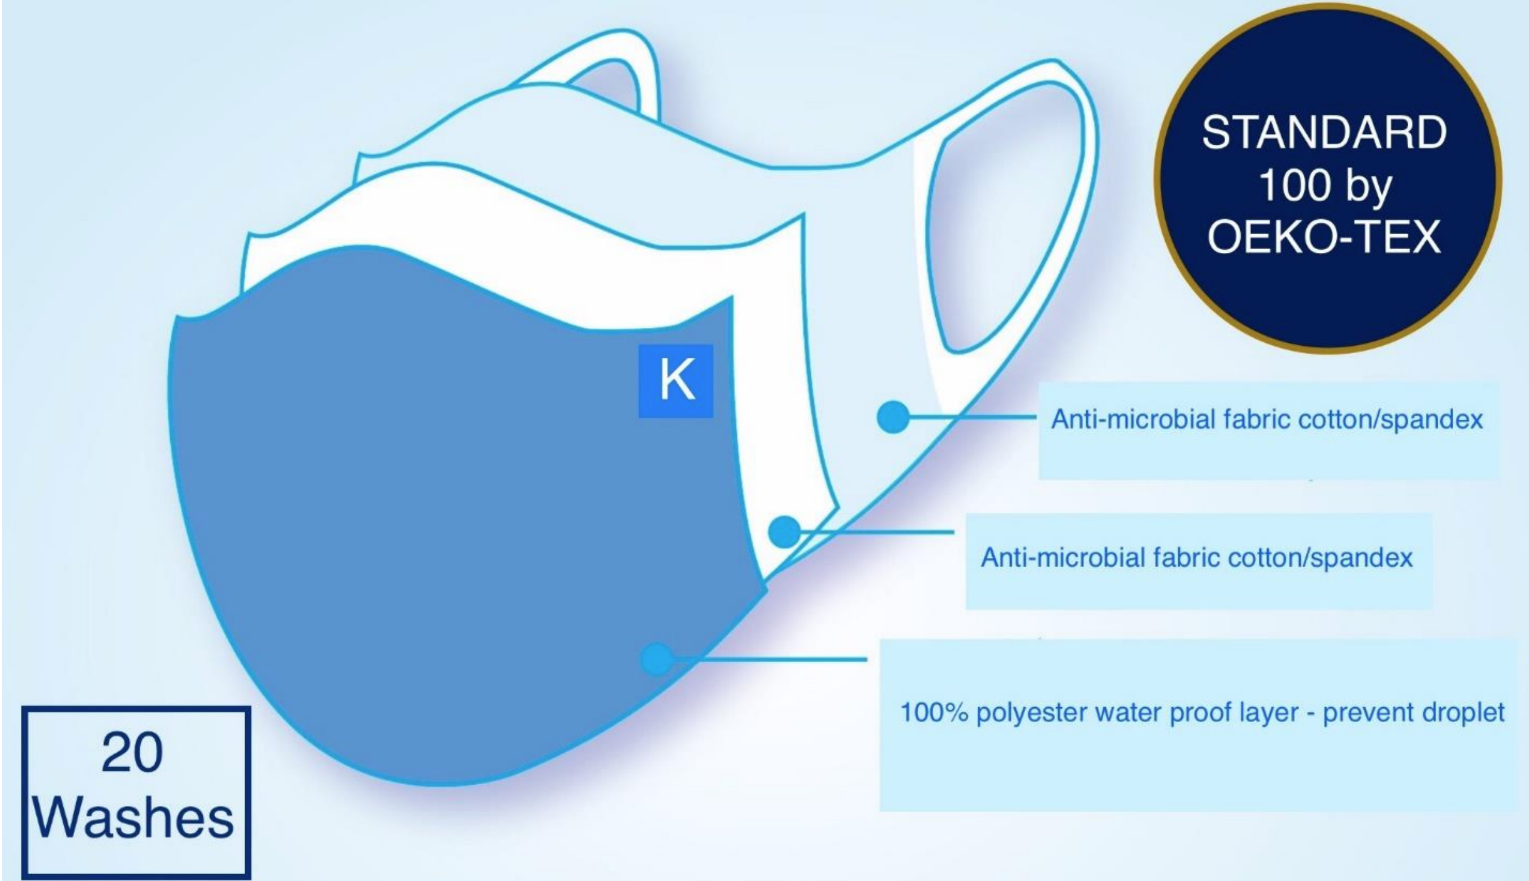 STANDARD
100 by
OEKO-TEX
K
Anti-microbial fabric cotton/spandex
Anti-microbial fabric cotton/spandex
100% polyester water proof layer - prevent droplet
20
Washes